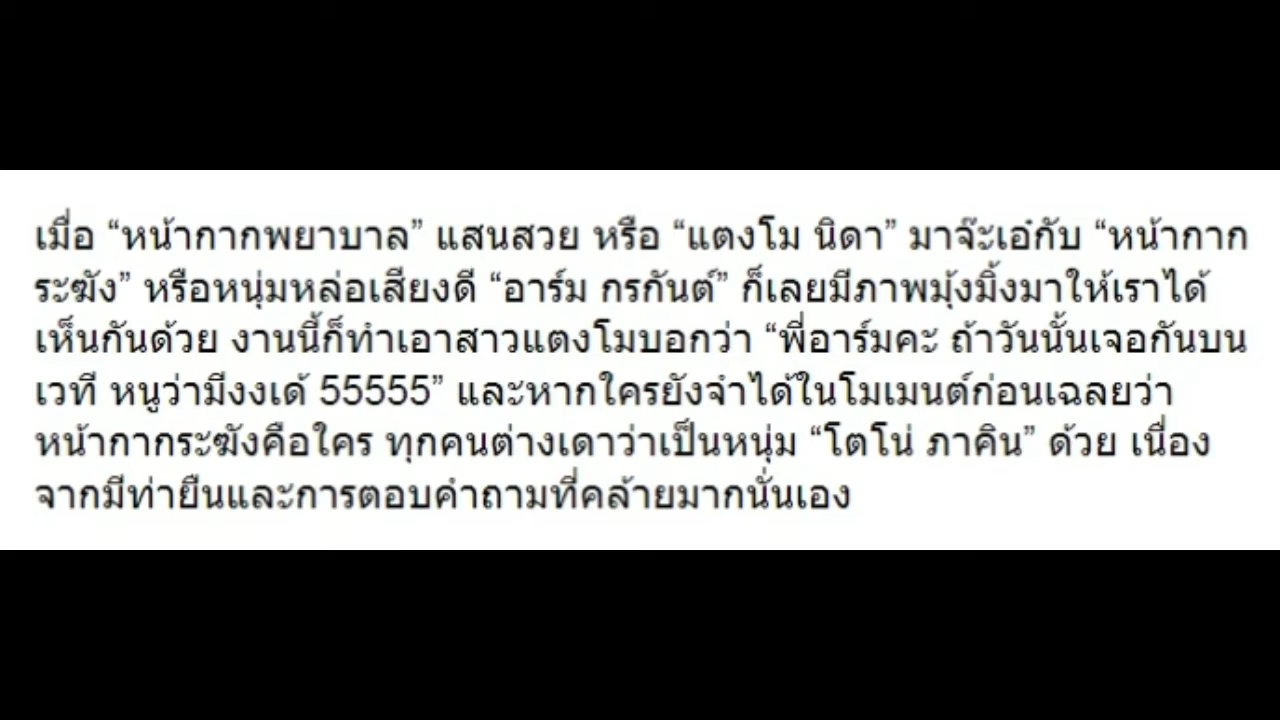 เมื่อ “หน้ากากพยาบาล” แสนสวย หรือ “แตงโม นิดา” มาจ๊ะเอ๋กับ “หน้ากาก
ระฆัง” หรือหนุ่มหล่อเสียงดี “อาร์ม กรกันต์” ก็เลยมีภาพมุ้งมิ้งมาให้เราได้
เห็นกันด้วย งานนี้ก็ทำเอาสาวแตงโมบอกว่า “พี่อาร์มคะ ถ้าวันนั้นเจอกันบน
เวที หนูว่ามีงงเด้ 55555” และหากใครยังจำได้ในโมเมนต์ก่อนเฉลยว่า
หน้ากากระฆังคือใคร ทุกคนต่างเดาว่าเป็นหนุ่ม “โตโน่ ภาคิน” ด้วย เนื่อง
จากมีท่ายืนและการตอบคำถามที่คล้ายมากนั่นเอง